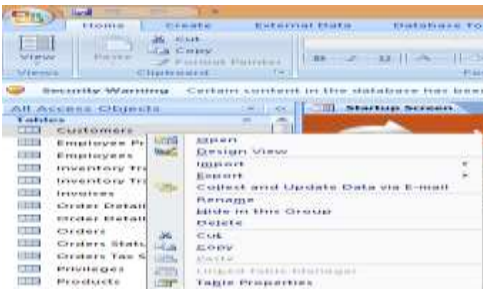 Home Create External Data Database To
View Paste Cut
Copy
Format Painter
B I U A
Views Clipboard
Security Warning Certain content in the database has been
All Access Objects Startup Screen
Tables
Customers
Employee Pr Open
Employees Design View
Inventory Tr Import
Inventory Tr Export
Invoices Collect and Update Data via E-mail
Order Detail Rename
Order Detail Hide in this Group
Orders Delete
Orders Statu Cut
Orders Tax S Copy
Privileges Paste
Linked Table Manager
Products Table Properties